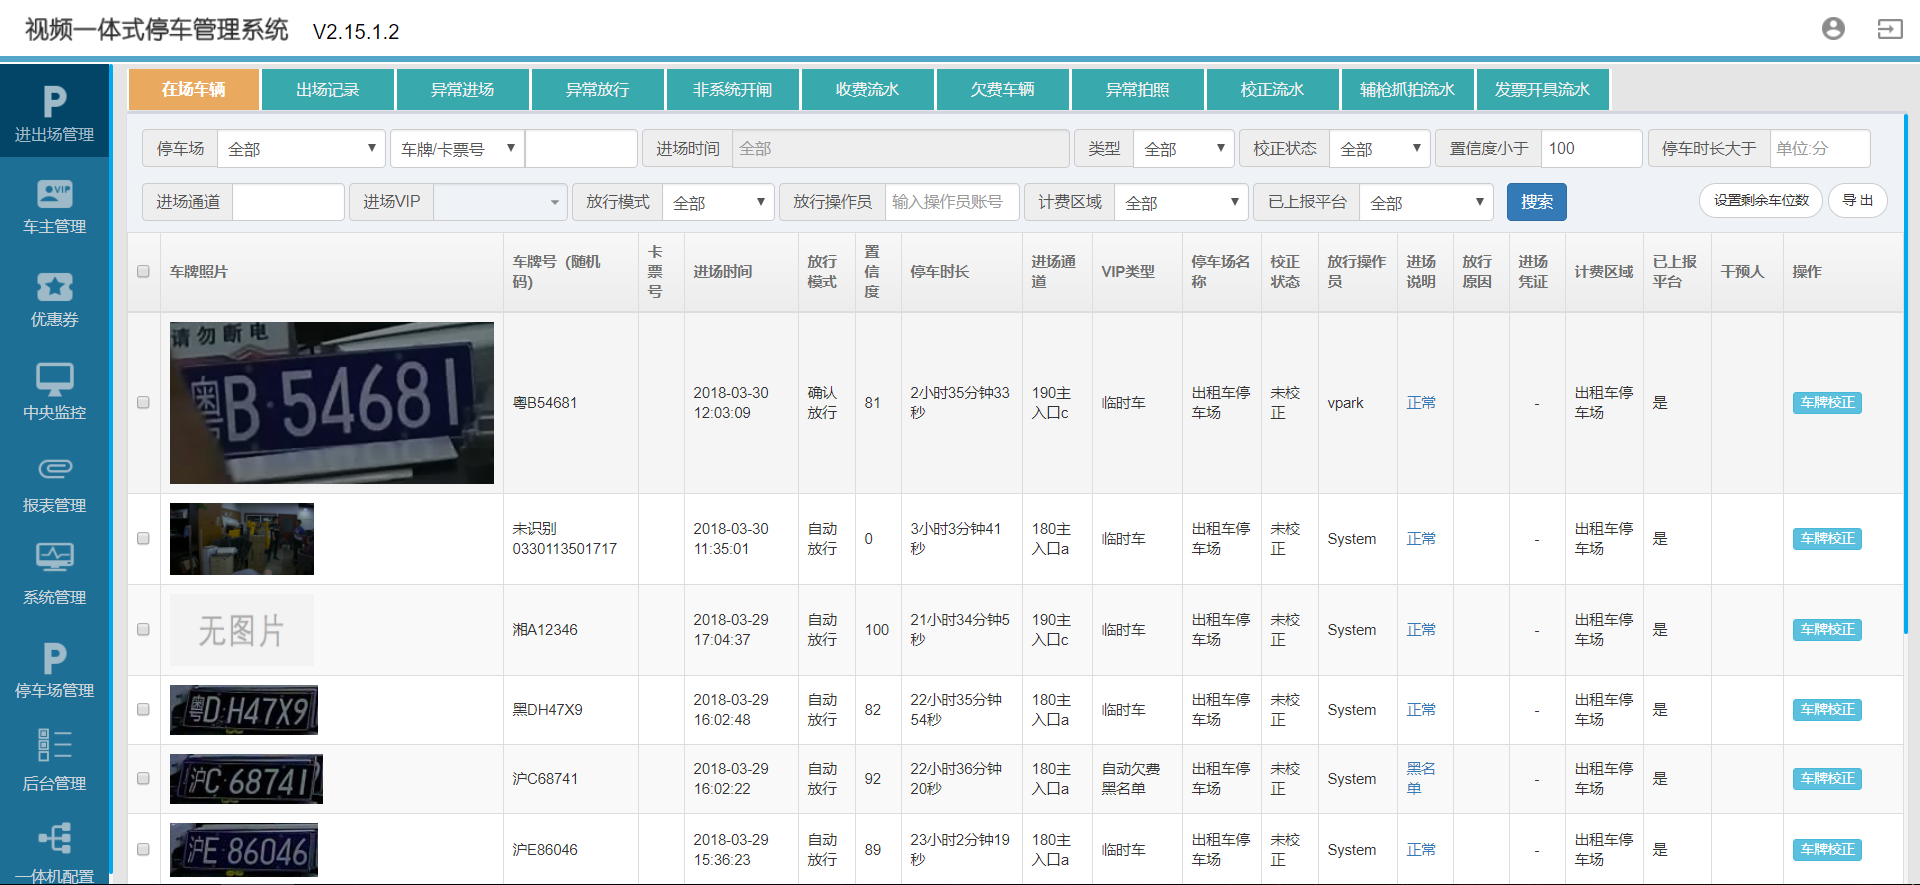 视频一体式停车管理系统 V2.15.1.2
进出场管理
车主管理
优惠券
中央监控
报表管理
系统管理
停车场管理
后台管理
一体机配置
在场车辆 出场记录 异常进场 异常放行 非系统开闸 收费流水 欠费车辆 异常拍照 校正流水 辅枪抓拍流水 发票开具流水
停车场 全部 车牌/卡票号 进场时间 全部 类型 全部 校正状态 全部 置信度小于 100 停车时长大于 单位:分
进场通道 进场VIP 放行模式 全部 放行操作员 输入操作员账号 计费区域 全部 已上报平台 全部 搜索 设置剩余车位数 导 出
车牌照片 车牌号（随机码) 卡票号 进场时间 放行模式 置信度 停车时长 进场通道 VIP类型 停车场名称 校正状态 放行操作员 进场说明 放行原因 进场凭证 计费区域 已上报平台 干预人 操作
请勿断电
粤B·54681
粤B54681 2018-03-30 12:03:09 确认放行 81 2小时35分钟33秒 190主入口c 临时车 出租车停车场 未校正 vpark 正常 - 出租车停车场 是 车牌校正
未识别 0330113501717 2018-03-30 11:35:01 自动放行 0 3小时3分钟41秒 180主入口a 临时车 出租车停车场 未校正 System 正常 - 出租车停车场 是 车牌校正
无图片 湘A12346 2018-03-29 17:04:37 自动放行 100 21小时34分钟5秒 190主入口c 临时车 出租车停车场 未校正 System 正常 - 出租车停车场 是 车牌校正
粤D·H47X9 黑DH47X9 2018-03-29 16:02:48 自动放行 82 22小时35分钟54秒 180主入口a 临时车 出租车停车场 未校正 System 正常 - 出租车停车场 是 车牌校正
沪C·68741 沪C68741 2018-03-29 16:02:22 自动放行 92 22小时36分钟20秒 180主入口a 自动欠费黑名单 出租车停车场 未校正 System 黑名单 - 出租车停车场 是 车牌校正
沪E·86046 沪E86046 2018-03-29 15:36:23 自动放行 89 23小时2分钟19秒 180主入口a 临时车 出租车停车场 未校正 System 正常 - 出租车停车场 是 车牌校正